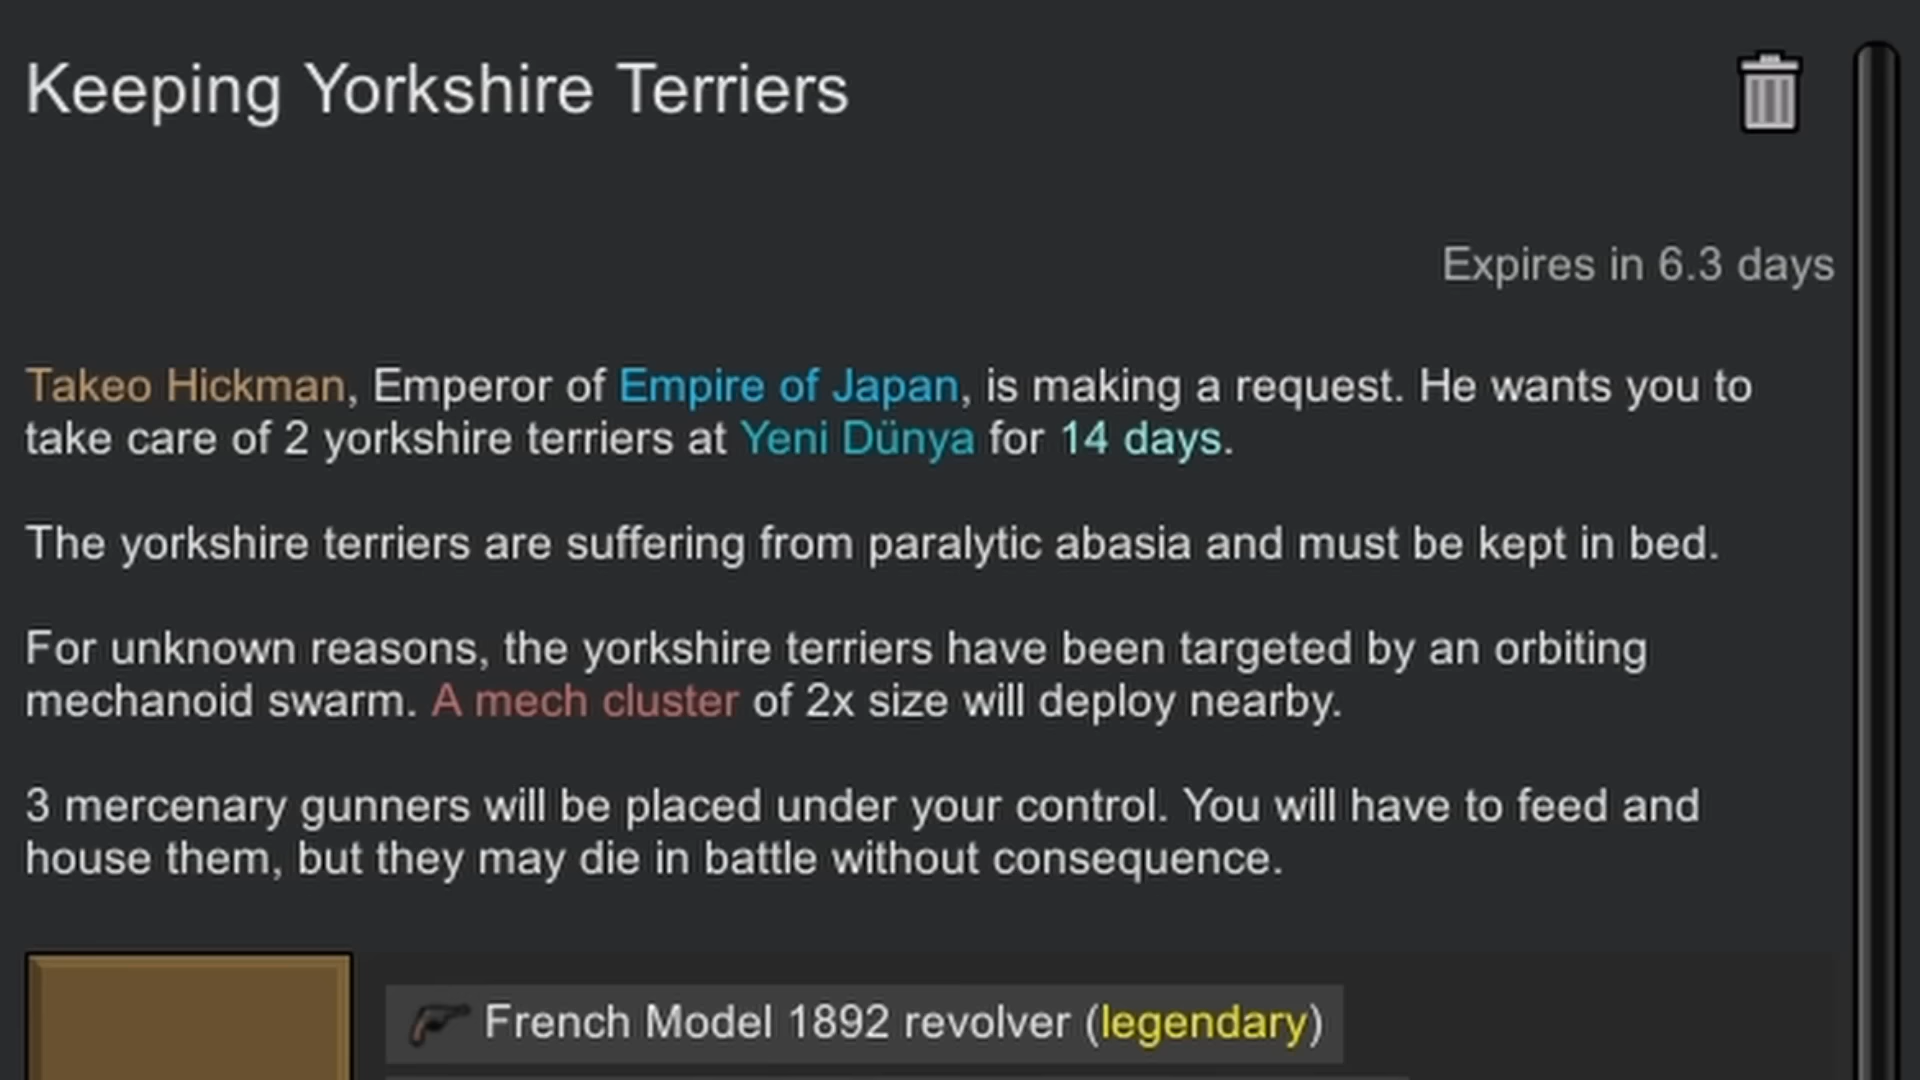 Keeping Yorkshire Terriers
Expires in 6.3 days
Takeo Hickman, Emperor of Empire of Japan, is making a request. He wants you to
take care of 2 yorkshire terriers at Yeni Dünya for 14 days.
The yorkshire terriers are suffering from paralytic abasia and must be kept in bed.
For unknown reasons, the yorkshire terriers have been targeted by an orbiting
mechanoid swarm. A mech cluster of 2x size will deploy nearby.
3 mercenary gunners will be placed under your control. You will have to feed and
house them, but they may die in battle without consequence.
French Model 1892 revolver (legendary)